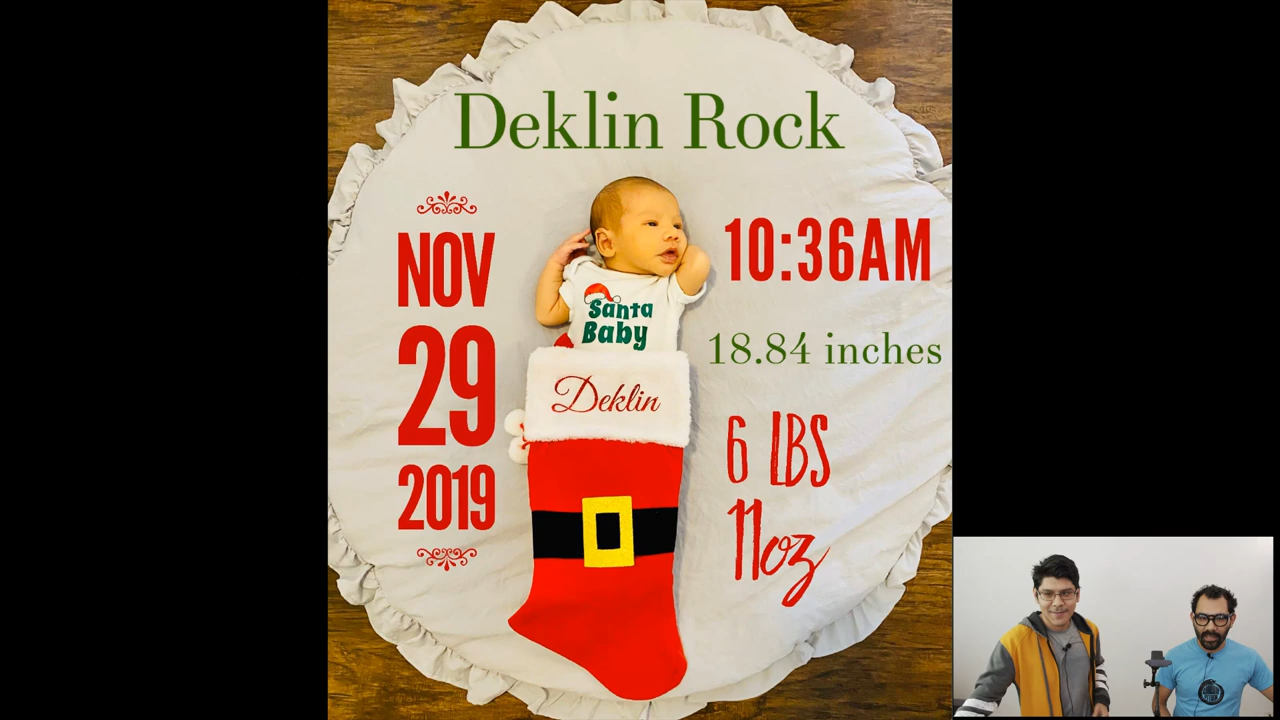 Deklin Rock
NOV
29
2019
10:36AM
18.84 inches
6 LBS
11oz
Santa
Baby
Deklin